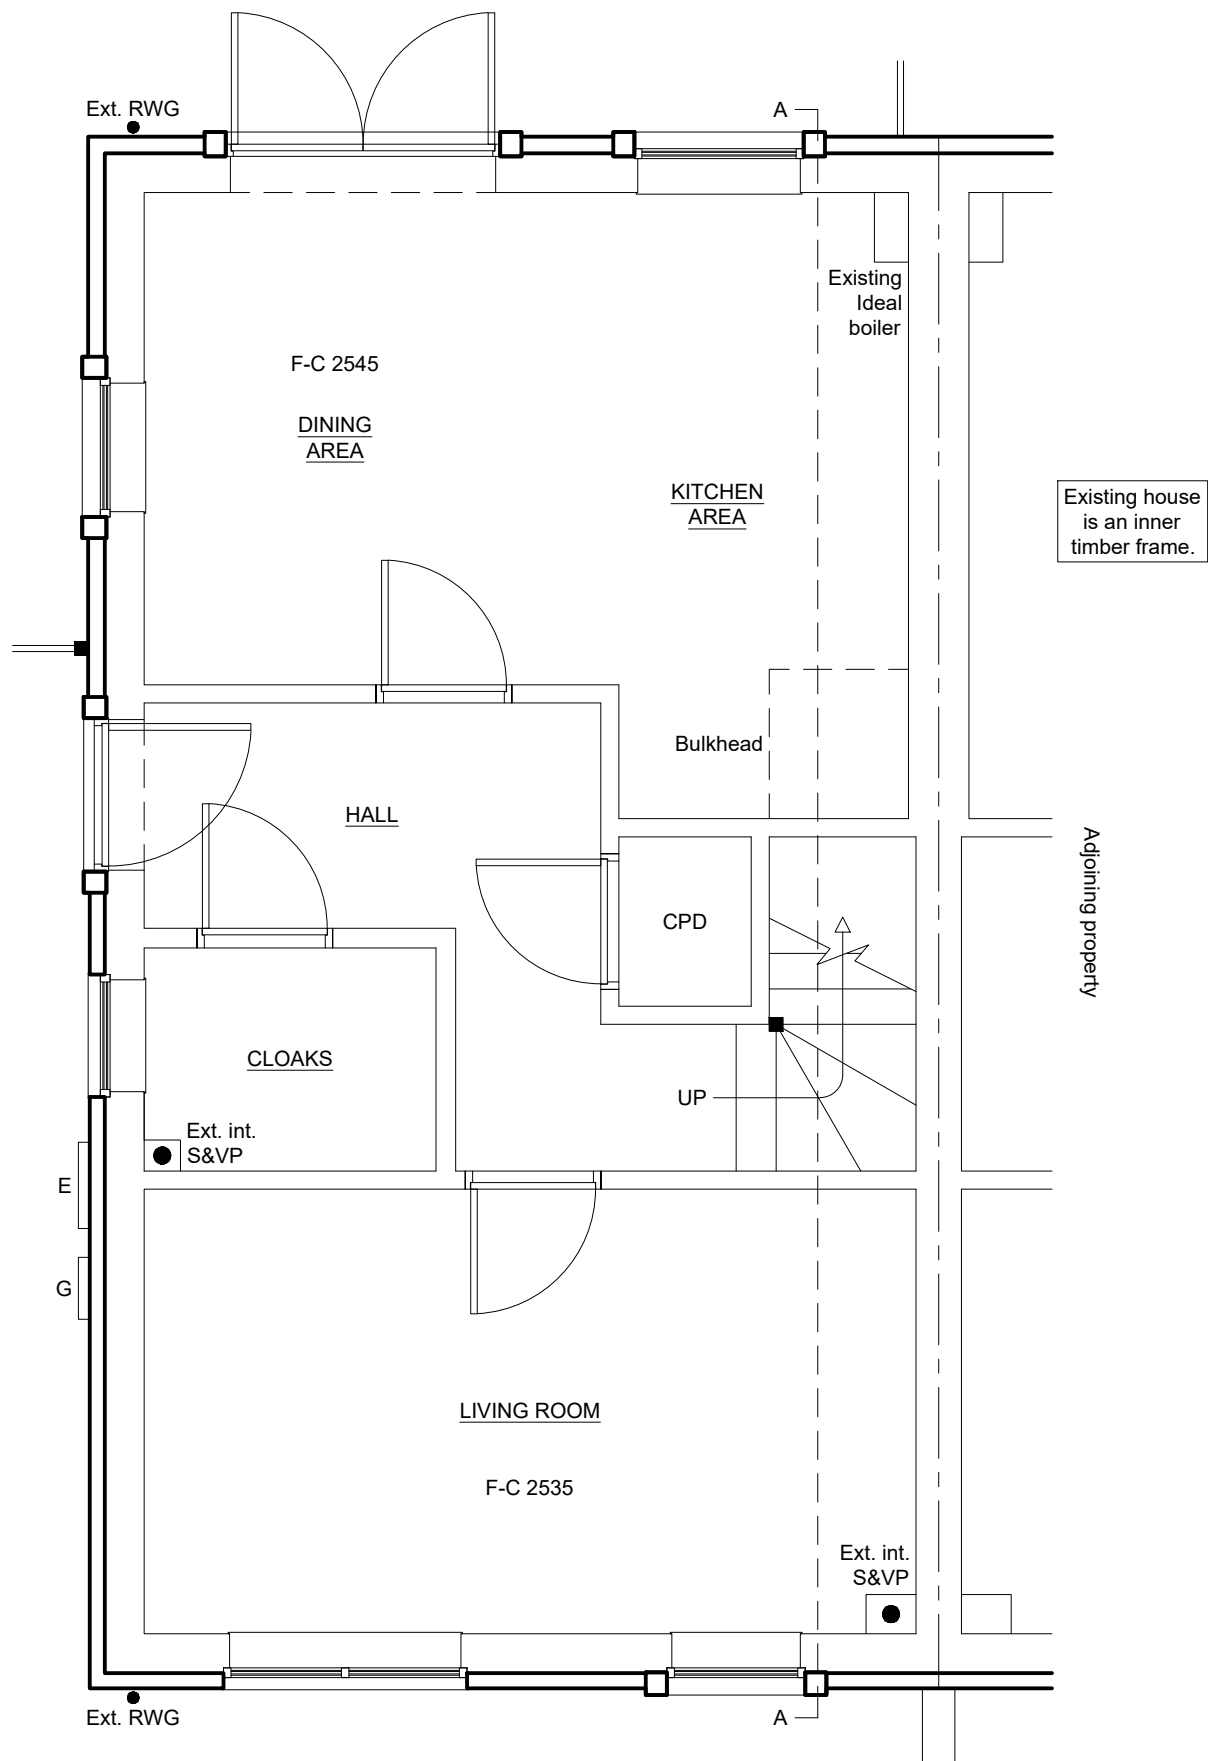 Ext. RWG
A
Existing
Ideal
boiler
F-C 2545
DINING
AREA
KITCHEN
AREA
Existing house
is an inner
timber frame.
Bulkhead
HALL
Adjoining property
CPD
CLOAKS
UP
Ext. int.
S&VP
E
G
LIVING ROOM
F-C 2535
Ext. int.
S&VP
Ext. RWG
A